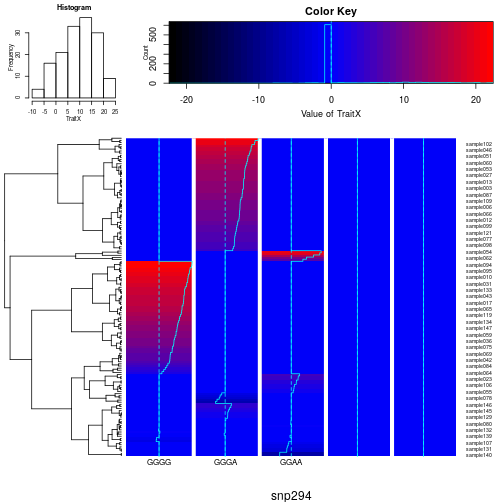 Histogram
Frequency
0
10
30
-10
-5
0
5
10
15
20
25
TraitX
Color Key
Count
0
200
500
-20
-10
0
10
20
Value of TraitX
sample102
sample046
sample051
sample060
sample053
sample027
sample013
sample003
sample087
sample109
sample006
sample066
sample012
sample099
sample121
sample077
sample098
sample054
sample062
sample094
sample095
sample010
sample031
sample133
sample043
sample017
sample065
sample119
sample134
sample147
sample059
sample036
sample075
sample069
sample042
sample084
sample064
sample023
sample106
sample055
sample078
sample146
sample145
sample129
sample080
sample132
sample139
sample107
sample131
sample140
GGGG GGGA GGAA
snp294